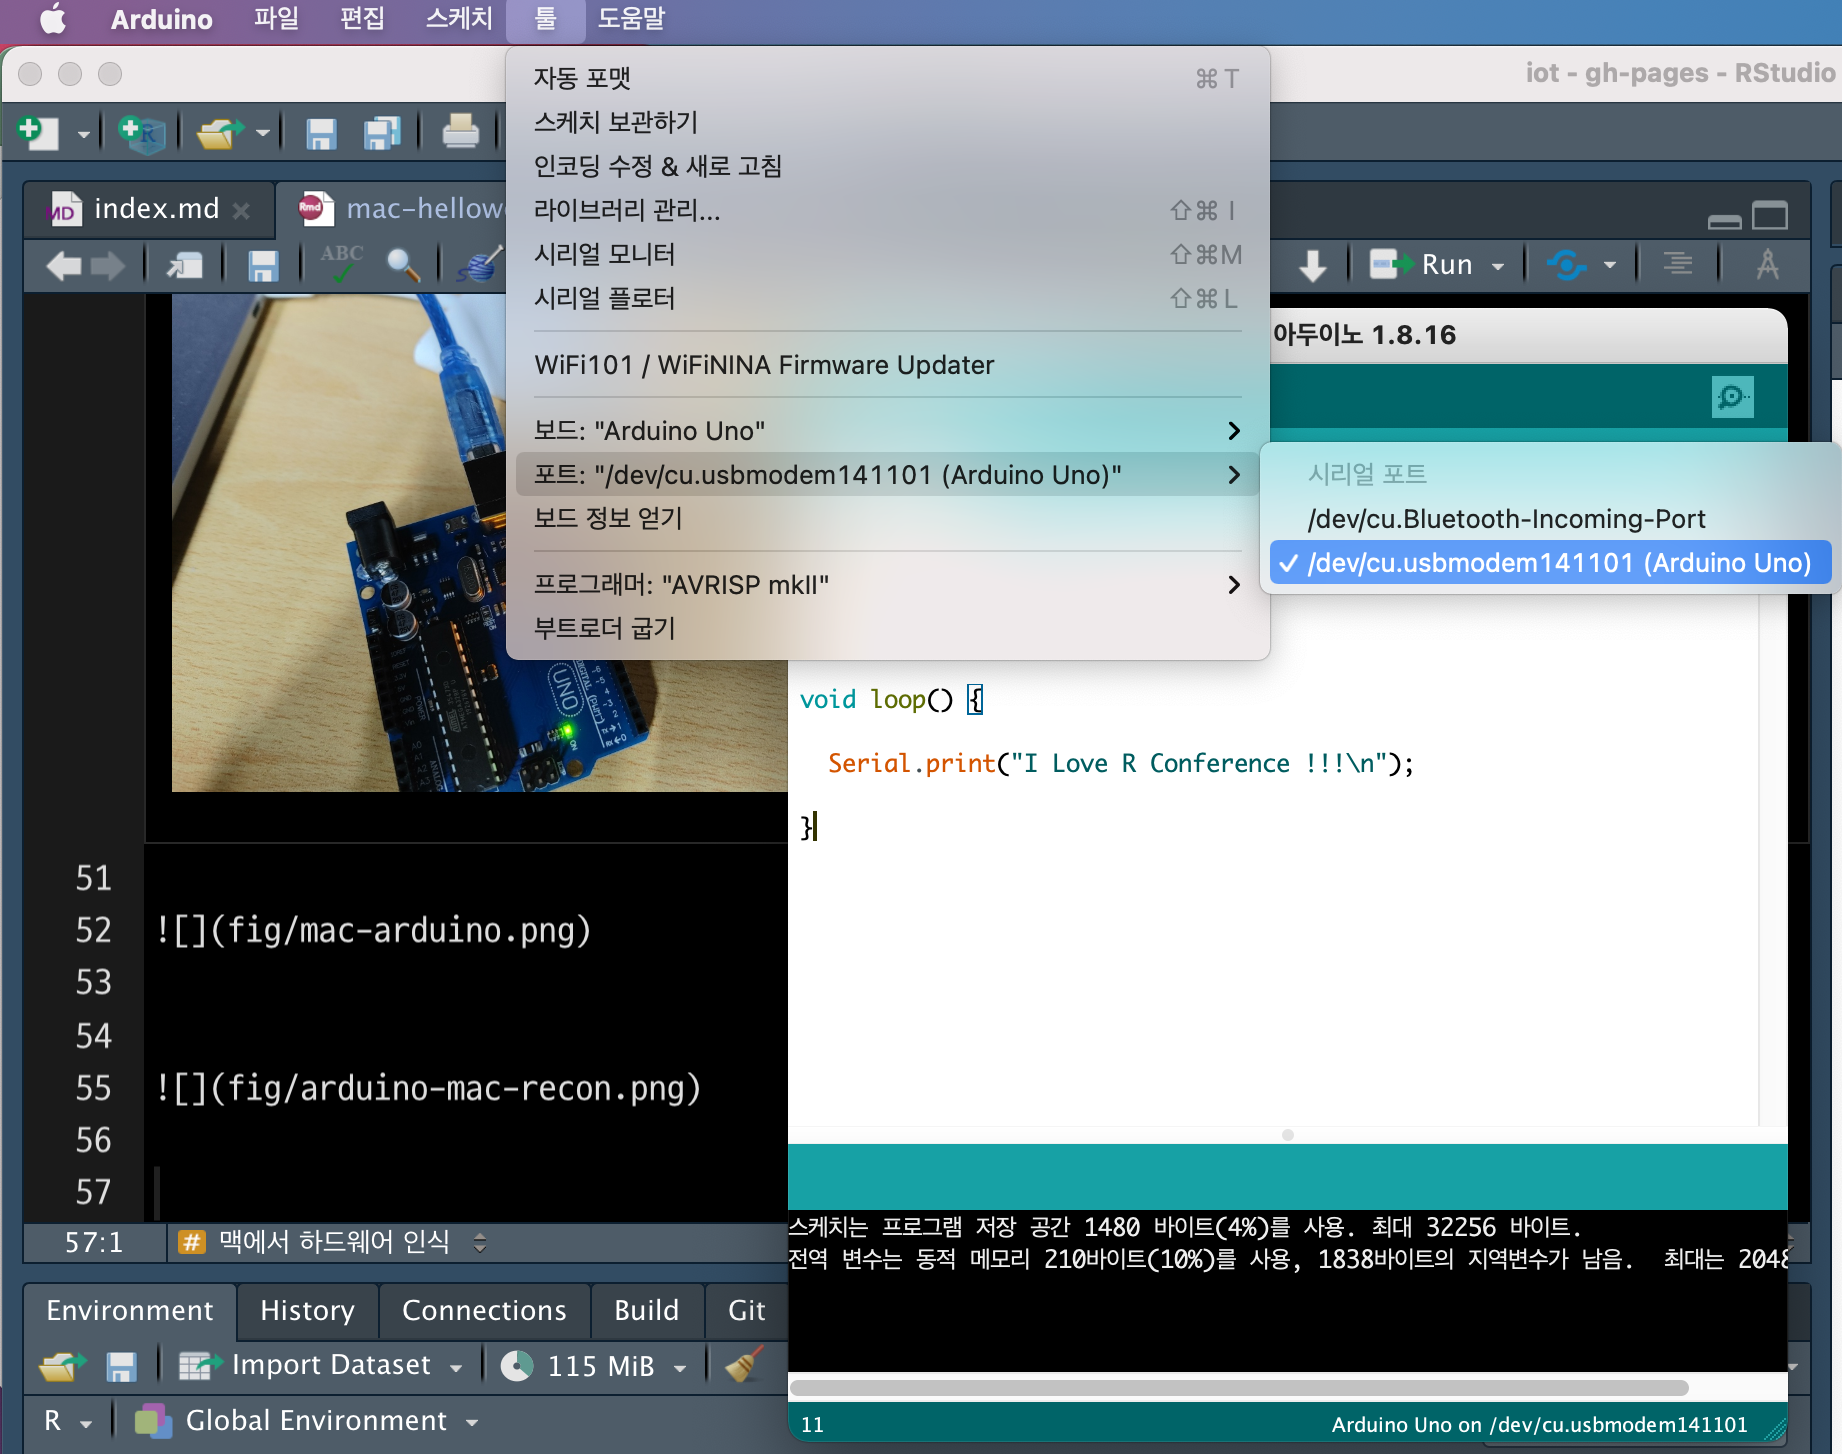 Arduino 파일 편집 스케치 툴 도움말
iot - gh-pages - RStudio
자동 포맷 ⌘T
스케치 보관하기
인코딩 수정 & 새로 고침
라이브러리 관리... ⇧⌘I
시리얼 모니터 ⇧⌘M
시리얼 플로터 ⇧⌘L
WiFi101 / WiFiNINA Firmware Updater
보드: "Arduino Uno"
포트: "/dev/cu.usbmodem141101 (Arduino Uno)"
보드 정보 얻기
프로그래머: "AVRISP mkII"
부트로더 굽기
시리얼 포트
/dev/cu.Bluetooth-Incoming-Port
✓ /dev/cu.usbmodem141101 (Arduino Uno)
index.md
mac-hellow
MD
Rmd
ABC
Run
아두이노 1.8.16
UNO
DIGITAL (PWM~)
ON
void loop() {
Serial.print("I Love R Conference !!!\n");
}
51
52 ![](fig/mac-arduino.png)
53
54
55 ![](fig/arduino-mac-recon.png)
56
57
57:1 # 맥에서 하드웨어 인식
스케치는 프로그램 저장 공간 1480 바이트(4%)를 사용. 최대 32256 바이트.
전역 변수는 동적 메모리 210바이트(10%)를 사용, 1838바이트의 지역변수가 남음. 최대는 2048
11
Arduino Uno on /dev/cu.usbmodem141101
Environment History Connections Build Git
Import Dataset 115 MiB
R Global Environment